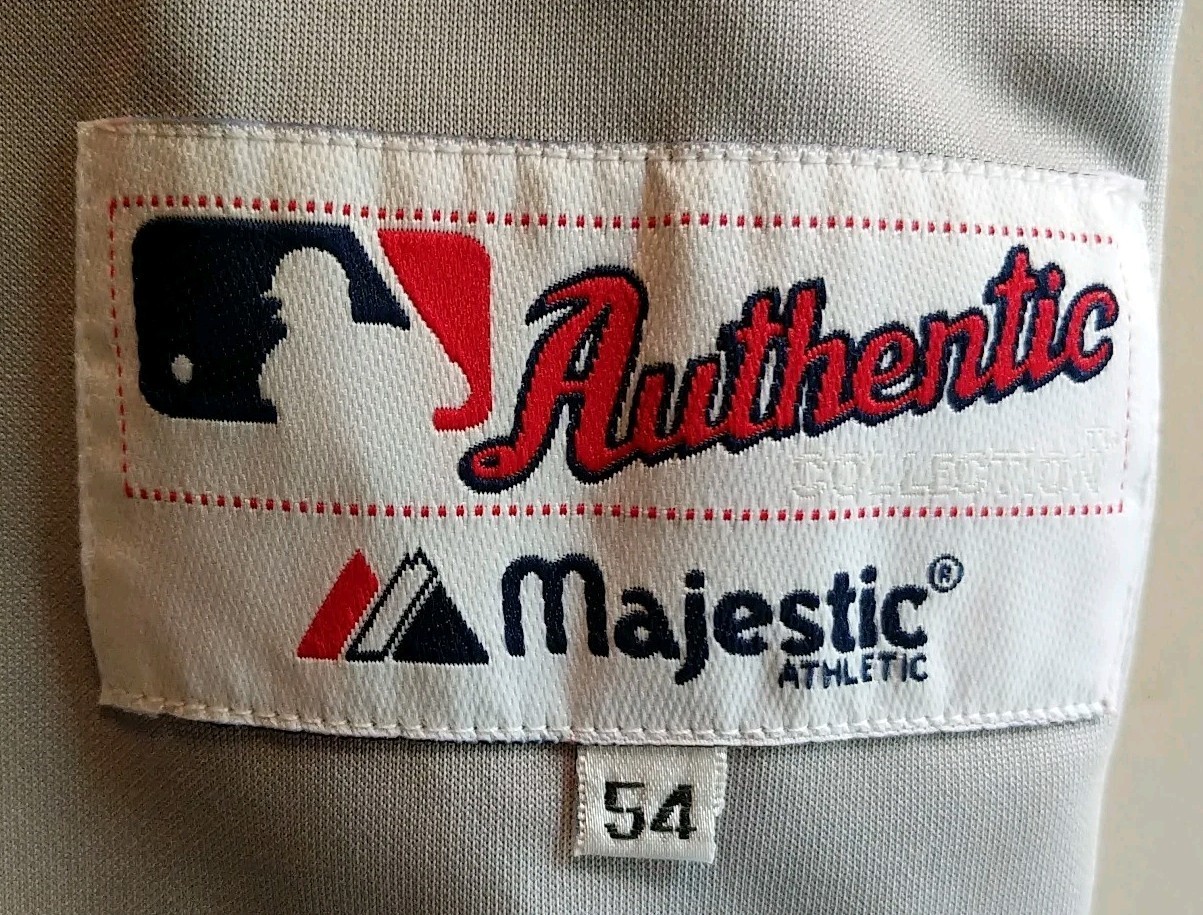 Authentic
COLLECTION™
Majestic®
ATHLETIC
54